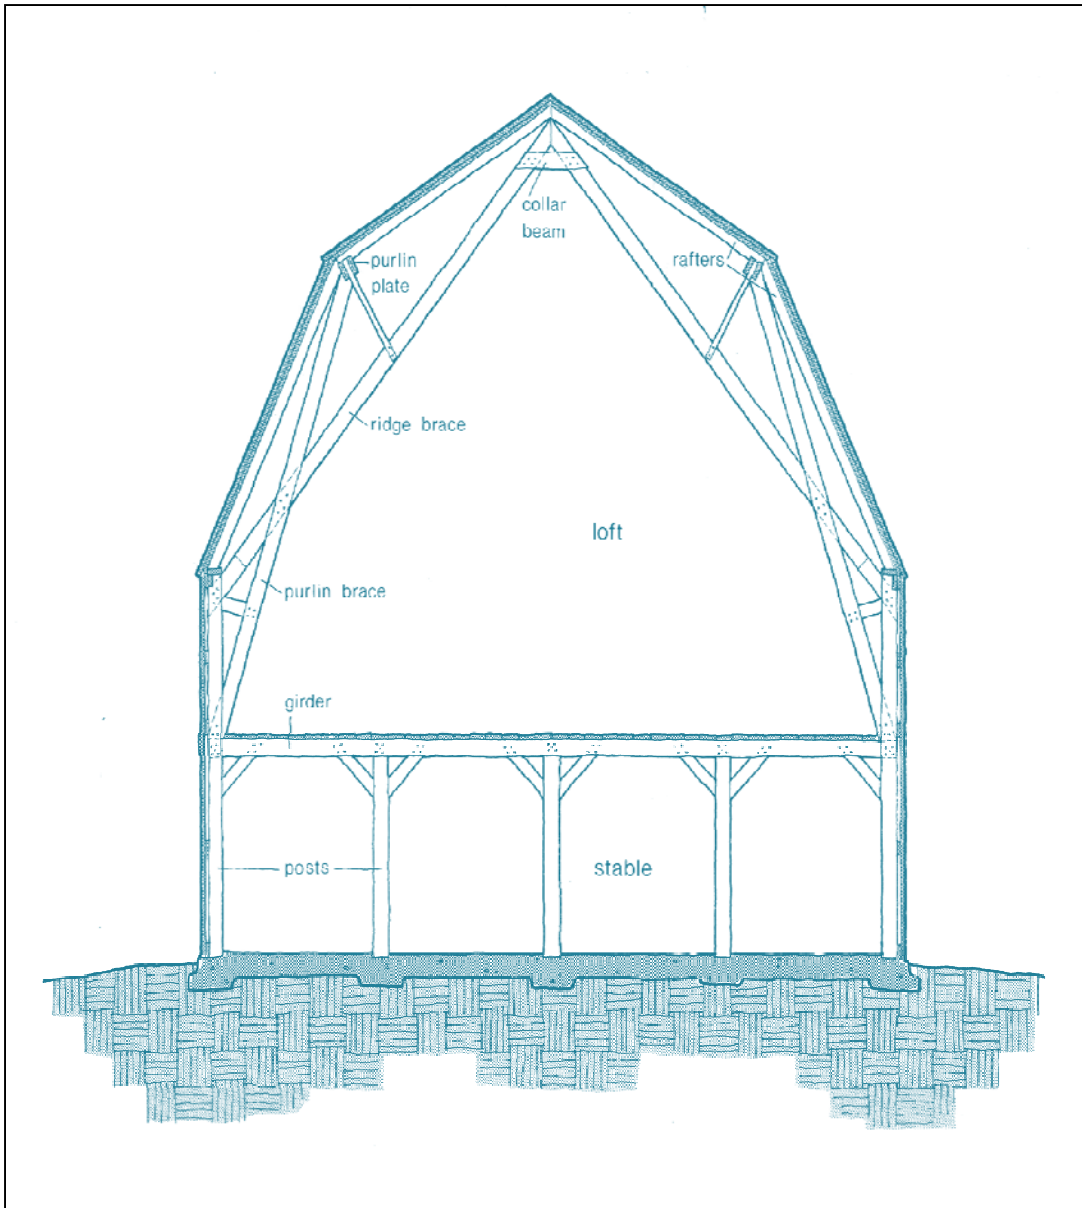 collar
beam
purlin
plate
rafters
ridge brace
loft
purlin brace
girder
posts
stable